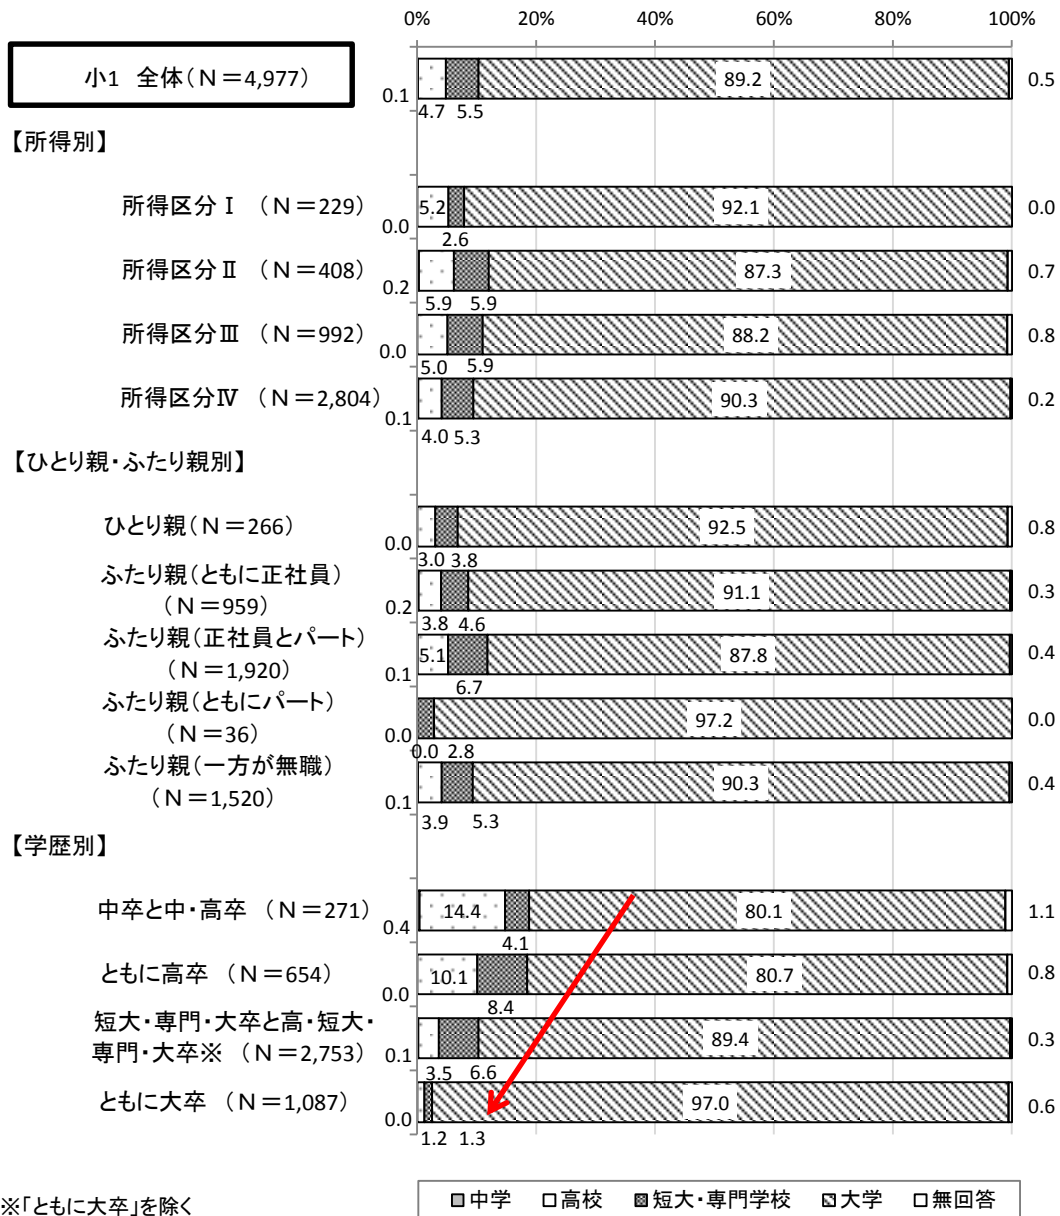 0% 20% 40% 60% 80% 100%
小1 全体(N=4,977) 0.1 4.7 5.5 89.2 0.5
【所得別】
所得区分Ⅰ (N=229) 0.0 5.2 2.6 92.1 0.0
所得区分Ⅱ (N=408) 0.2 5.9 5.9 87.3 0.7
所得区分Ⅲ (N=992) 0.0 5.0 5.9 88.2 0.8
所得区分Ⅳ (N=2,804) 0.1 4.0 5.3 90.3 0.2
【ひとり親・ふたり親別】
ひとり親(N=266) 0.0 3.0 3.8 92.5 0.8
ふたり親(ともに正社員)
(N=959) 0.2 3.8 4.6 91.1 0.3
ふたり親(正社員とパート)
(N=1,920) 0.1 5.1 6.7 87.8 0.4
ふたり親(ともにパート)
(N=36) 0.0 0.0 2.8 97.2 0.0
ふたり親(一方が無職)
(N=1,520) 0.1 3.9 5.3 90.3 0.4
【学歴別】
中卒と中・高卒 (N=271) 0.4 14.4 4.1 80.1 1.1
ともに高卒 (N=654) 0.0 10.1 8.4 80.7 0.8
短大・専門・大卒と高・短大・
専門・大卒※ (N=2,753) 0.1 3.5 6.6 89.4 0.3
ともに大卒 (N=1,087) 0.0 1.2 1.3 97.0 0.6
※「ともに大卒」を除く
中学 高校 短大・専門学校 大学 無回答